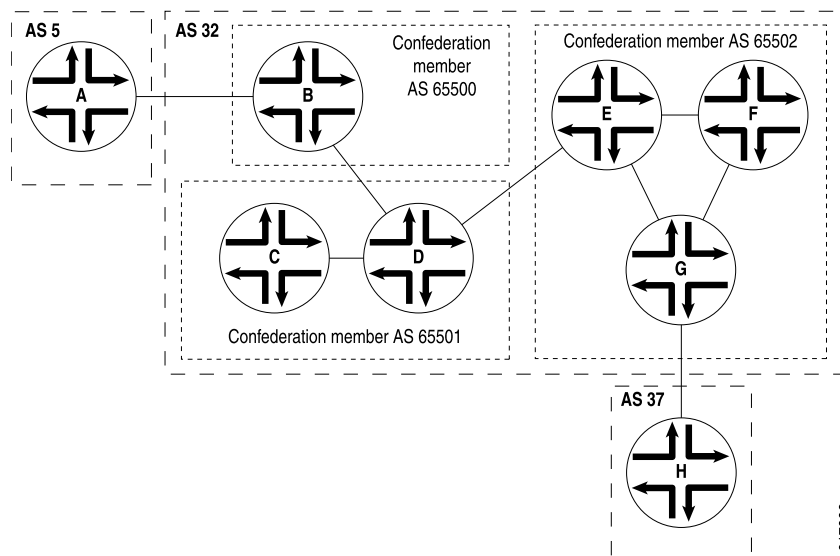 AS 5
A
AS 32
B
Confederation
member
AS 65500
Confederation member AS 65502
E
F
G
C
D
Confederation member AS 65501
AS 37
H